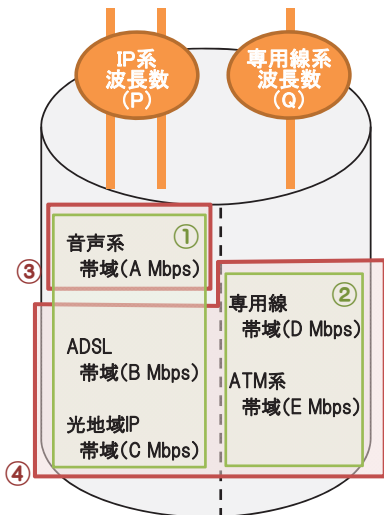 IP系
波長数
(P)
専用線系
波長数
(Q)
①
音声系
帯域(A Mbps)
③
②
専用線
帯域(D Mbps)
ADSL
帯域(B Mbps)
ATM系
帯域(E Mbps)
光地域IP
帯域(C Mbps)
④